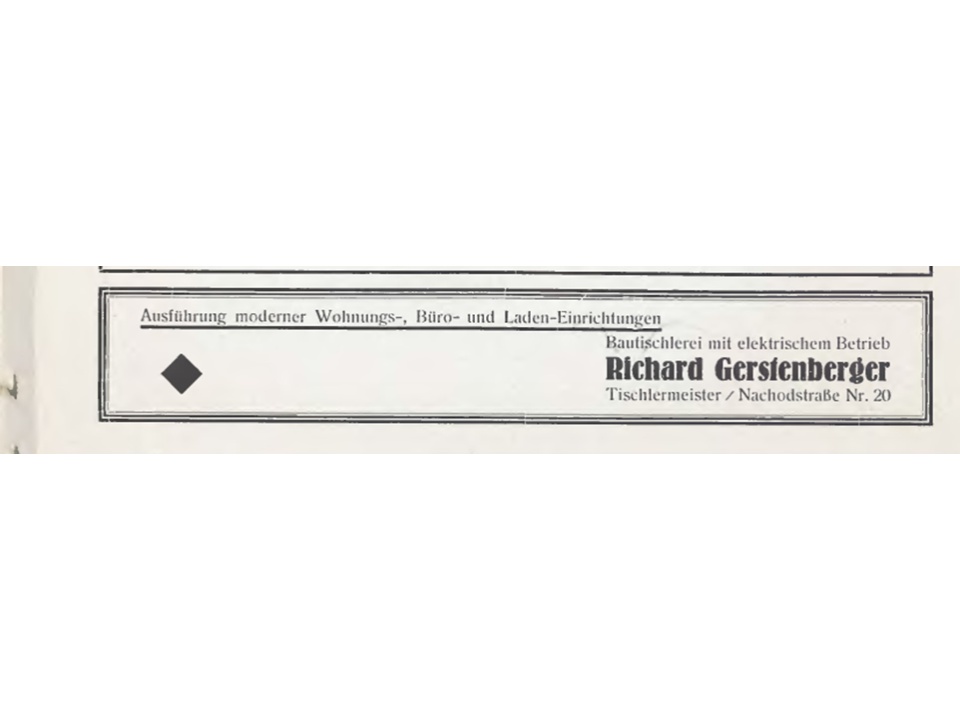 Ausführung moderner Wohnungs-, Büro- und Laden-Einrichtungen
Bautischlerei mit elektrischem Betrieb
Richard Gerstenberger
Tischlermeister / Nachodstraße Nr. 20